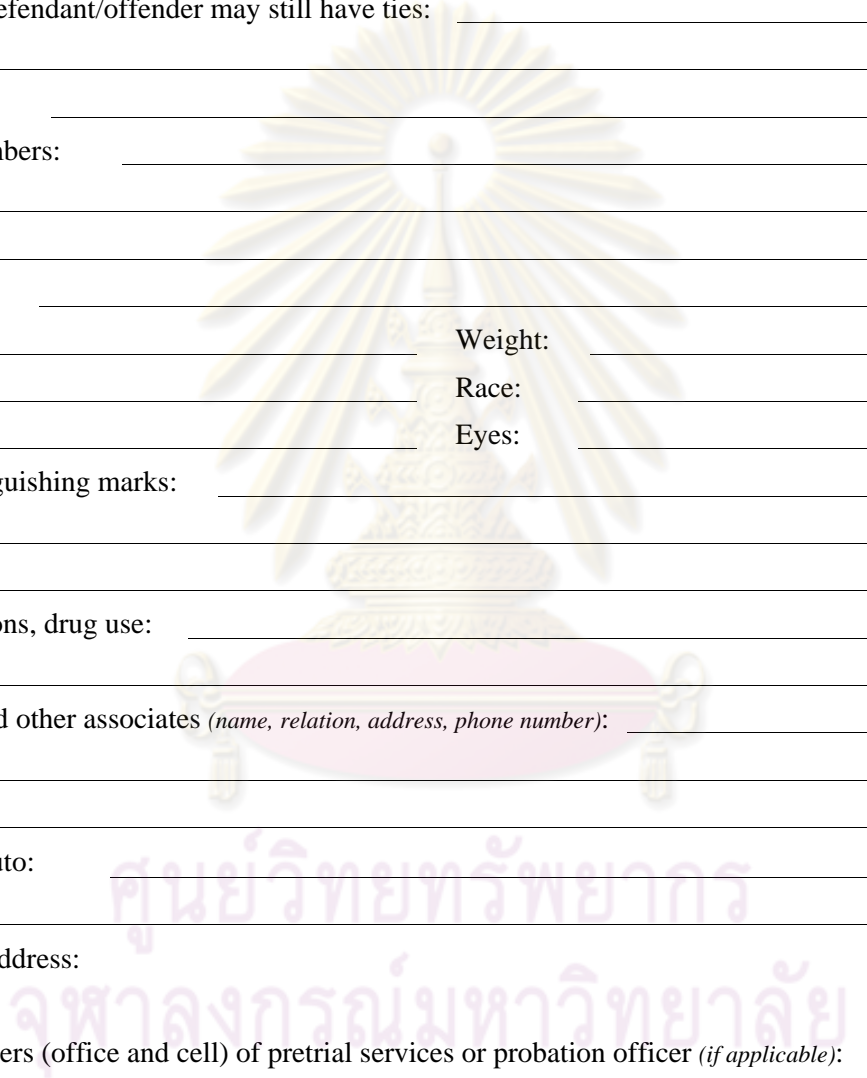 efendant/offender may still have ties:
bers:
Weight:
Race:
Eyes:
guishing marks:
ons, drug use:
d other associates (name, relation, address, phone number):
uto:
ศูนย์วิทยทรัพยากร
ddress:
จุฬาลงกรณ์มหาวิทยาลัย
ers (office and cell) of pretrial services or probation officer (if applicable):